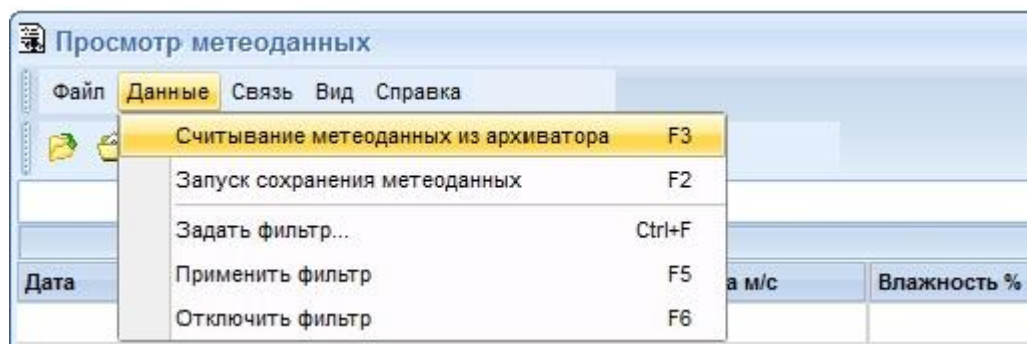 Просмотр метеоданных
Файл Данные Связь Вид Справка
Считывание метеоданных из архиватора F3
Запуск сохранения метеоданных F2
Задать фильтр... Ctrl+F
Применить фильтр F5
Отключить фильтр F6
Дата м/с Влажность %